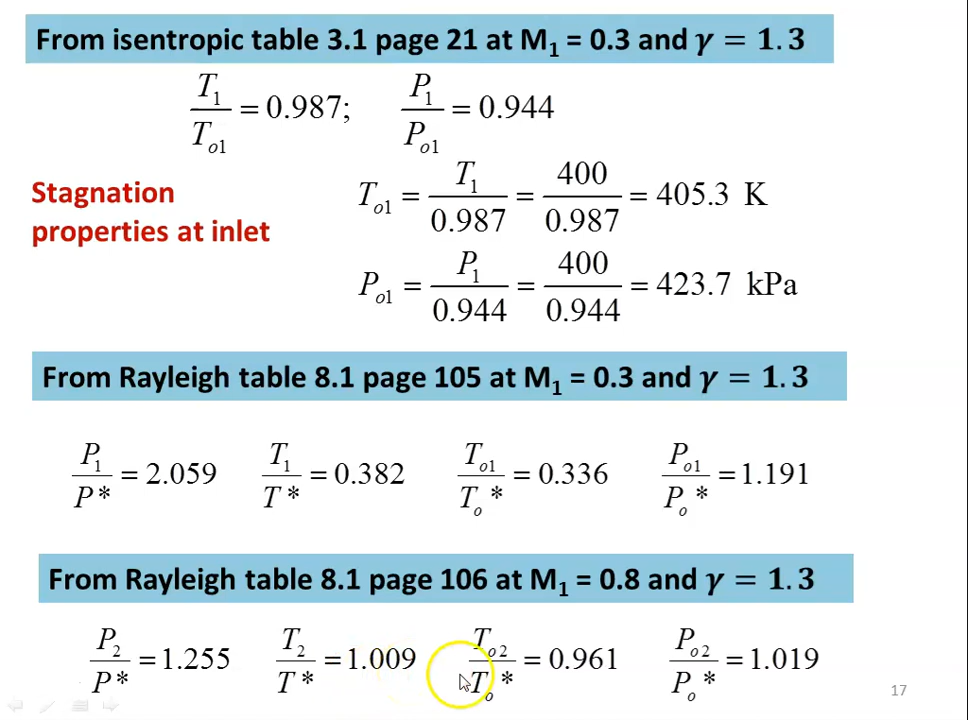 From isentropic table 3.1 page 21 at M₁ = 0.3 and γ = 1.3
T₁/Tₒ₁ = 0.987; P₁/Pₒ₁ = 0.944
Stagnation
properties at inlet
Tₒ₁ = T₁/0.987 = 400/0.987 = 405.3 K
Pₒ₁ = P₁/0.944 = 400/0.944 = 423.7 kPa
From Rayleigh table 8.1 page 105 at M₁ = 0.3 and γ = 1.3
P₁/P* = 2.059 T₁/T* = 0.382 Tₒ₁/Tₒ* = 0.336 Pₒ₁/Pₒ* = 1.191
From Rayleigh table 8.1 page 106 at M₁ = 0.8 and γ = 1.3
P₂/P* = 1.255 T₂/T* = 1.009 Tₒ₂/Tₒ* = 0.961 Pₒ₂/Pₒ* = 1.019
17